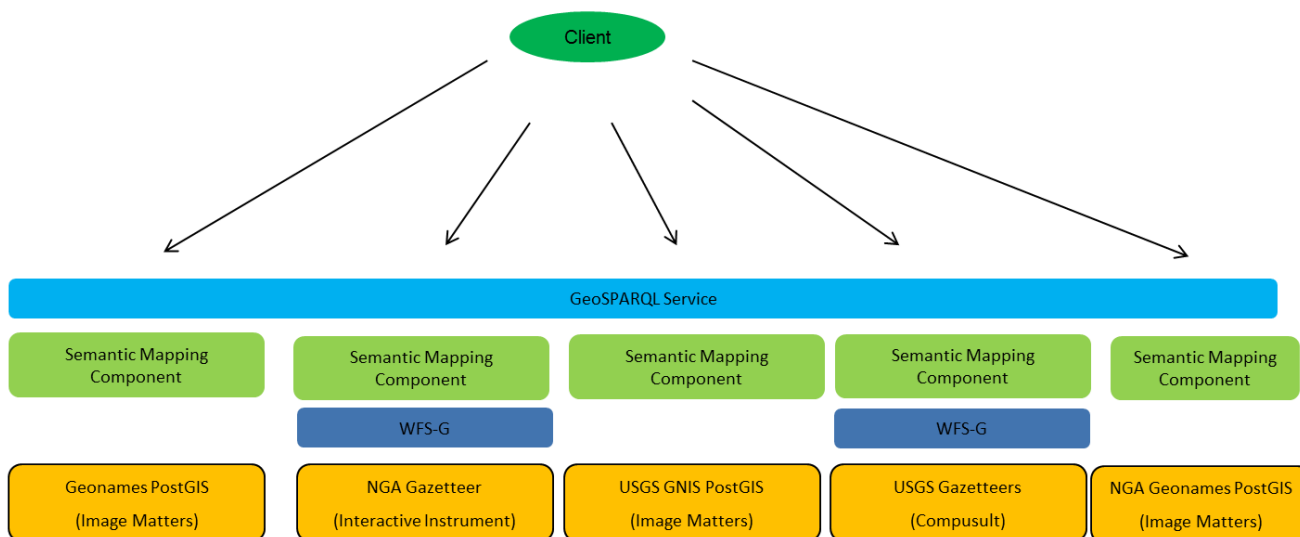 Client
GeoSPARQL Service
Semantic Mapping
Component
Semantic Mapping
Component
Semantic Mapping
Component
Semantic Mapping
Component
Semantic Mapping
Component
WFS-G
WFS-G
Geonames PostGIS
(Image Matters)
NGA Gazetteer
(Interactive Instrument)
USGS GNIS PostGIS
(Image Matters)
USGS Gazetteers
(Compusult)
NGA Geonames PostGIS
(Image Matters)